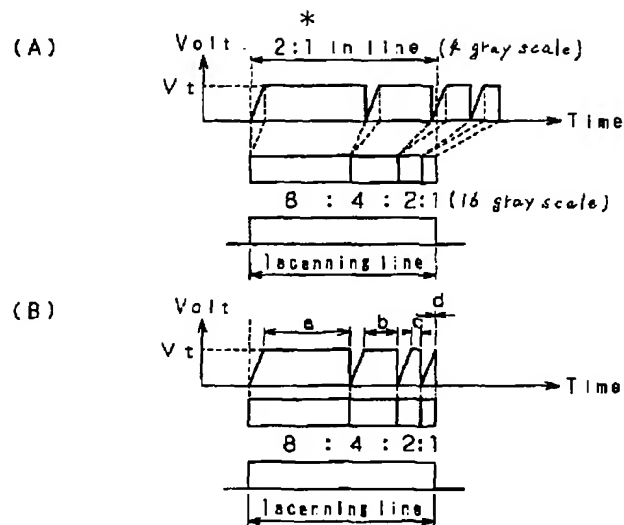 *
(A)
Volt
2:1 in line (4 gray scale)
Vt
Time
8 : 4 : 2:1 (16 gray scale)
lacenning line
(B)
Volt
a b c d
Vt
Time
8 : 4 : 2:1
lacenning line